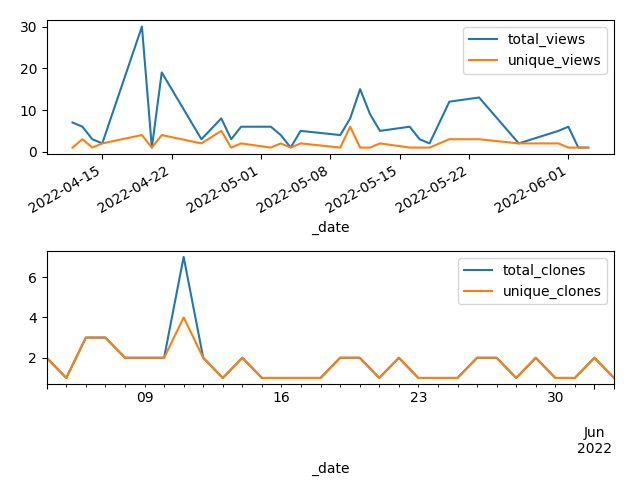 30
20
10
0
total_views
unique_views
2022-04-15
2022-04-22
2022-05-01
2022-05-08
2022-05-15
2022-05-22
2022-06-01
_date
6
4
2
total_clones
unique_clones
09
16
23
30
Jun
2022
_date